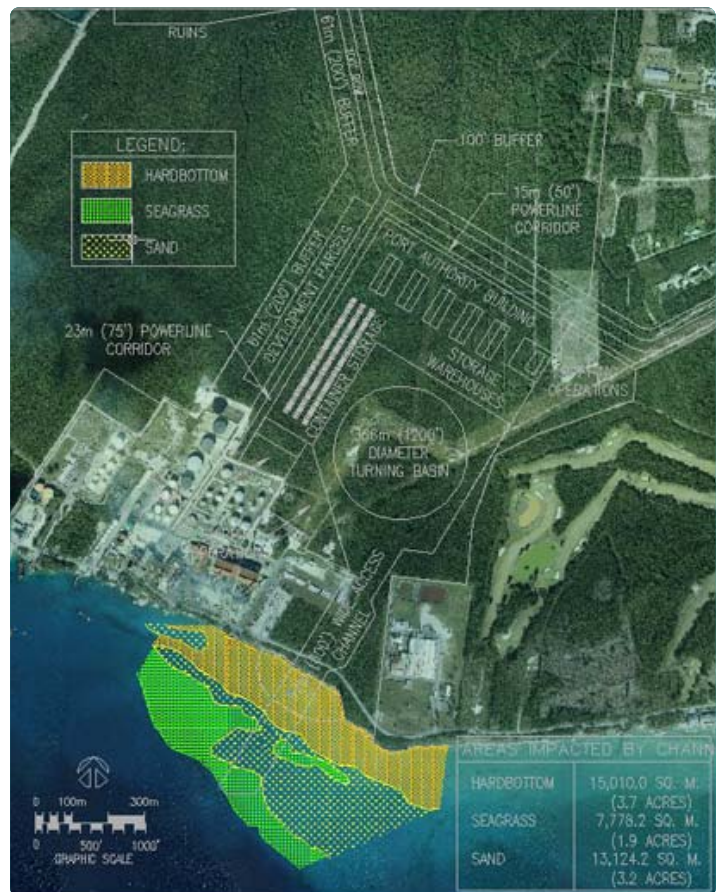 RUINS
61m (200') BUFFER
100' BUFFER
LEGEND:
HARDBOTTOM
SEAGRASS
SAND
15m (50')
POWERLINE
CORRIDOR
61m (200') BUFFER
DEVELOPMENT PARCELS
PORT AUTHORITY BUILDING
23m (75') POWERLINE
CORRIDOR
CONTAINER STORAGE
STORAGE
WAREHOUSES
OPERATIONS
366m (1200')
DIAMETER
TURNING BASIN
ACCESS
CHANNEL
AREAS IMPACTED BY CHANN
HARDBOTTOM 15,010.0 SQ. M.
(3.7 ACRES)
SEAGRASS 7,778.2 SQ. M.
(1.9 ACRES)
SAND 13,124.2 SQ. M.
(3.2 ACRES)
0 100m 300m
0 500' 1000'
GRAPHIC SCALE